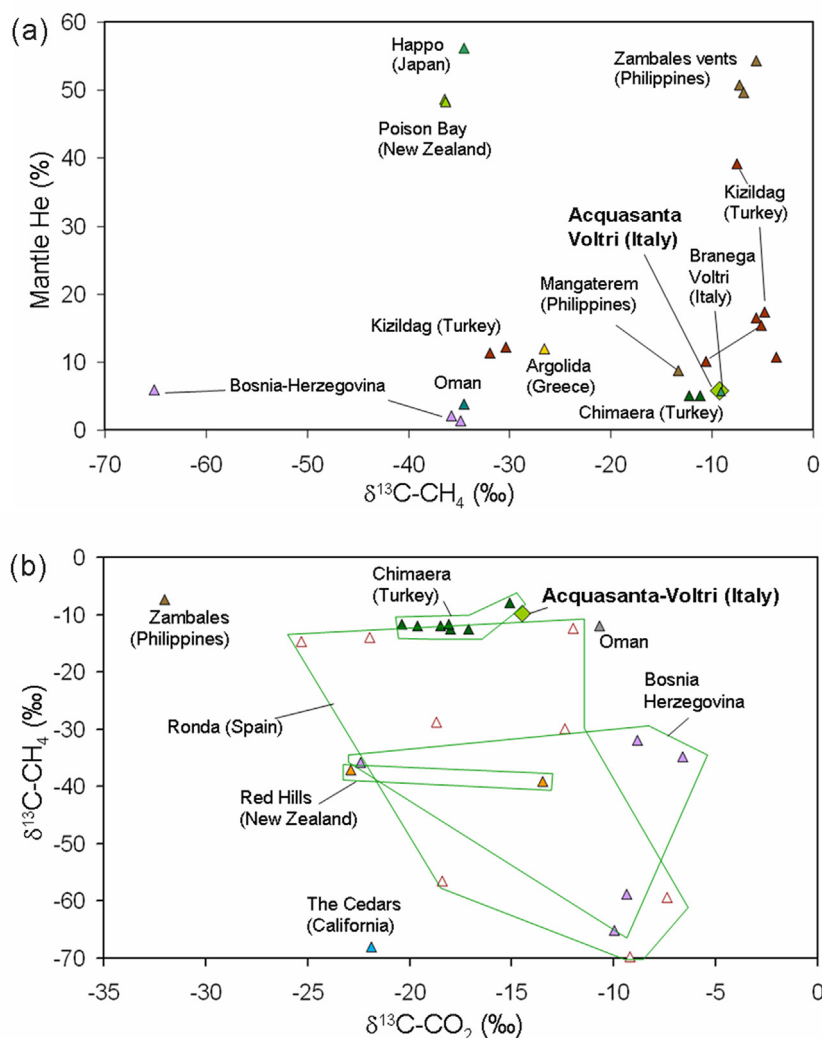 (a)
Mantle He (%)
60
50
40
30
20
10
0
Happo
(Japan)
Poison Bay
(New Zealand)
Zambales vents
(Philippines)
Kizildag
(Turkey)
Acquasanta
Voltri (Italy)
Branega
Voltri
(Italy)
Mangaterem
(Philippines)
Kizildag (Turkey)
Argolida
(Greece)
Bosnia-Herzegovina
Oman
Chimaera (Turkey)
-70 -60 -50 -40 -30 -20 -10 0
δ¹³C-CH₄ (‰)
(b)
δ¹³C-CH₄ (‰)
0
-10
-20
-30
-40
-50
-60
-70
Chimaera
(Turkey)
Acquasanta-Voltri (Italy)
Zambales
(Philippines)
Oman
Bosnia
Herzegovina
Ronda (Spain)
Red Hills
(New Zealand)
The Cedars
(California)
-35 -30 -25 -20 -15 -10 -5 0
δ¹³C-CO₂ (‰)